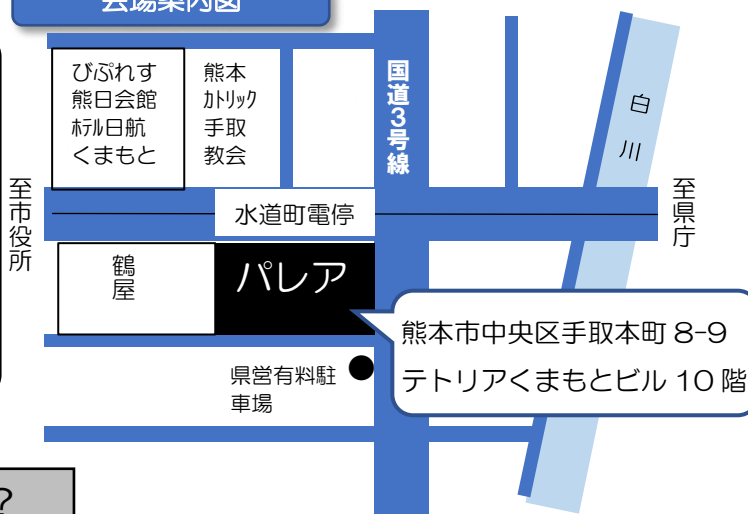 会場案内図
びぷれす
熊日会館
ﾎﾃﾙ日航
くまもと
熊本
ｶﾄﾘｯｸ
手取
教会
国道3号線
白川
至市役所
水道町電停
至県庁
鶴屋
パレア
熊本市中央区手取本町 8-9
テトリアくまもとビル 10 階
県営有料駐
車場
?